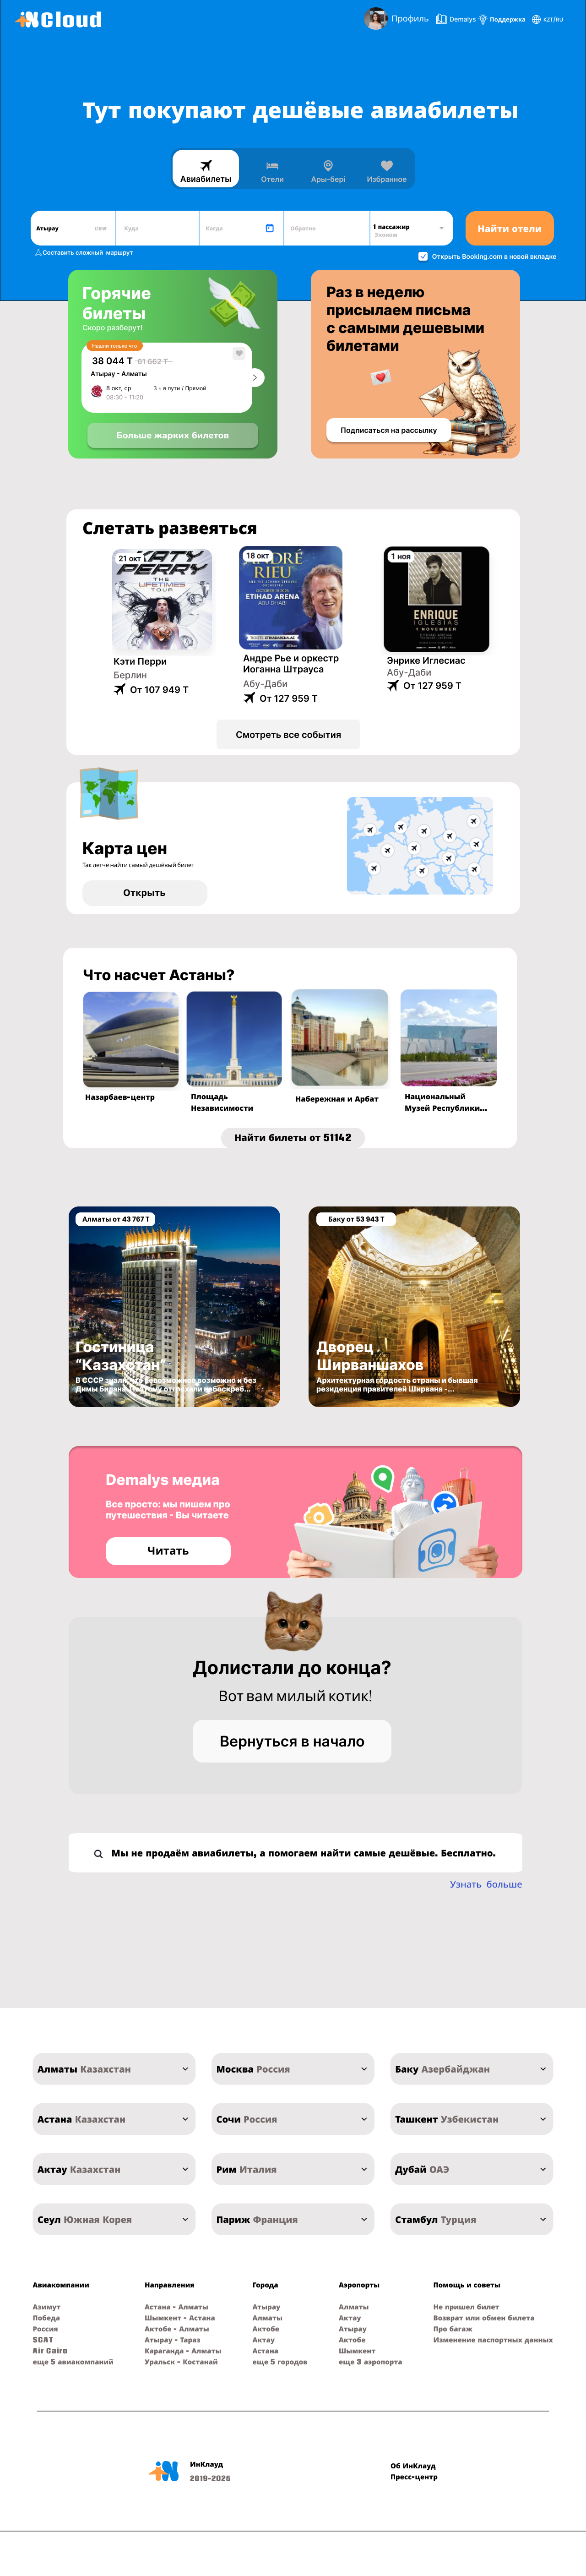 iNCloud
Профиль
Demalys
Поддержка
KZT/RU
Тут покупают дешёвые авиабилеты
Авиабилеты
Отели
Ары-бері
Избранное
Атырау
GUW
Куда
Когда
Обратно
1 пассажир
Эконом
Найти отели
Составить сложный маршрут
Открыть Booking.com в новой вкладке
Горячие
билеты
Скоро разберут!
Нашли только что
38 044 Т 61 662 Т
Атырау - Алматы
8 окт, ср
3 ч в пути / Прямой
08:30 - 11:20
Больше жарких билетов
Раз в неделю
присылаем письма
с самыми дешевыми
билетами
Подписаться на рассылку
Слетать развеяться
21 окт
KATY
PERRY
THE
LIFETIMES
TOUR
Кэти Перри
Берлин
От 107 949 Т
18 окт
ANDRÉ
RIEU
ETIHAD ARENA
ABU DHABI
Андре Рье и оркестр
Иоганна Штрауса
Абу-Даби
От 127 959 Т
1 ноя
ENRIQUE
IGLESIAS
1 NOVEMBER
Энрике Иглесиас
Абу-Даби
От 127 959 Т
Смотреть все события
Карта цен
Так легче найти самый дешёвый билет
Открыть
Что насчет Астаны?
Назарбаев-центр
Площадь
Независимости
Набережная и Арбат
Национальный
Музей Республики...
Найти билеты от 51142
Алматы от 43 767 Т
Гостиница
“Казахстан”
В СССР знали, что невозможное возможно и без
Димы Билана. Поэтому отгрохали небоскреб...
Баку от 53 943 Т
Дворец
Ширваншахов
Архитектурная гордость страны и бывшая
резиденция правителей Ширвана -...
Demalys медиа
Все просто: мы пишем про
путешествия - Вы читаете
Читать
Долистали до конца?
Вот вам милый котик!
Вернуться в начало
Мы не продаём авиабилеты, а помогаем найти самые дешёвые. Бесплатно.
Узнать больше
Алматы Казахстан
Москва Россия
Баку Азербайджан
Астана Казахстан
Сочи Россия
Ташкент Узбекистан
Актау Казахстан
Рим Италия
Дубай ОАЭ
Сеул Южная Корея
Париж Франция
Стамбул Турция
Авиакомпании
Азимут
Победа
Россия
SCAT
Air Cairo
еще 5 авиакомпаний
Направления
Астана - Алматы
Шымкент - Астана
Актобе - Алматы
Атырау - Тараз
Караганда - Алматы
Уральск - Костанай
Города
Атырау
Алматы
Актобе
Актау
Астана
еще 5 городов
Аэропорты
Алматы
Актау
Атырау
Актобе
Шымкент
еще 3 аэропорта
Помощь и советы
Не пришел билет
Возврат или обмен билета
Про багаж
Изменение паспортных данных
iN
ИнКлауд
2019-2025
Об ИнКлауд
Пресс-центр